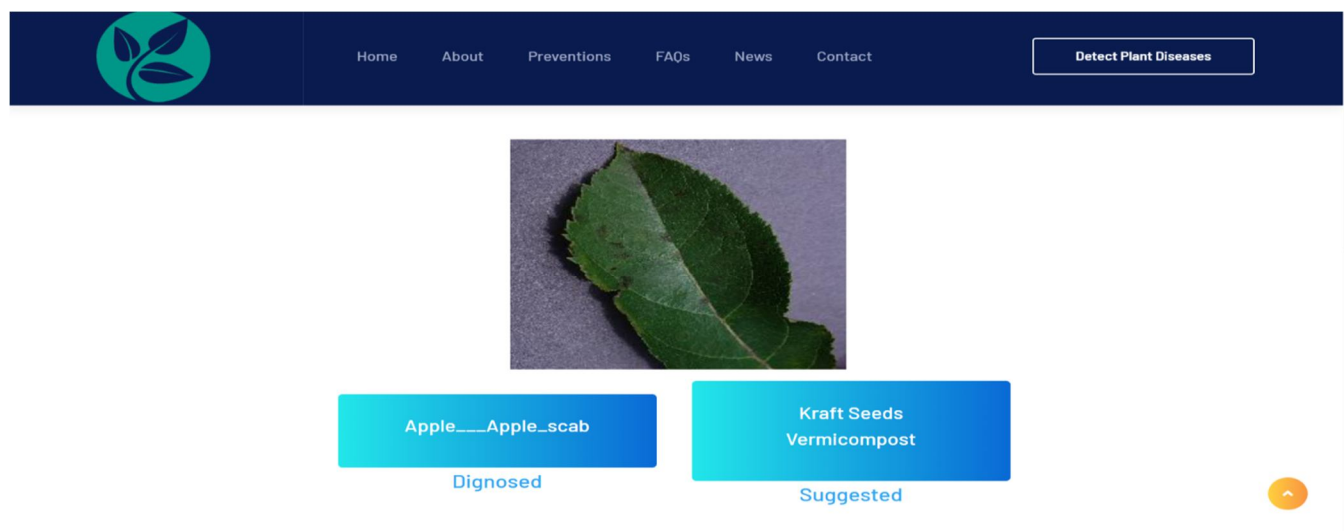 Home About Preventions FAQs News Contact Detect Plant Diseases
Apple___Apple_scab
Dignosed
Kraft Seeds
Vermicompost
Suggested